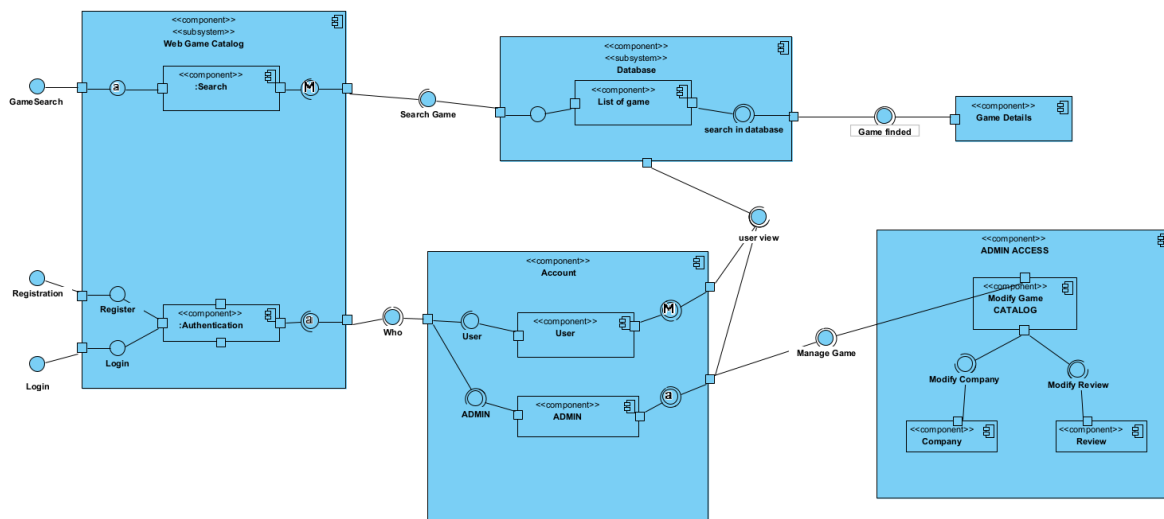 <<component>>
<<subsystem>>
Web Game Catalog
GameSearch
a
<<component>>
:Search
M
Search Game
<<component>>
<<subsystem>>
Database
<<component>>
List of game
search in database
Game finded
<<component>>
Game Details
Registration
Register
Login
Login
<<component>>
:Authentication
a
Who
<<component>>
Account
User
<<component>>
User
M
ADMIN
<<component>>
ADMIN
a
user view
Manage Game
<<component>>
ADMIN ACCESS
<<component>>
Modify Game
CATALOG
Modify Company
Modify Review
<<component>>
Company
<<component>>
Review